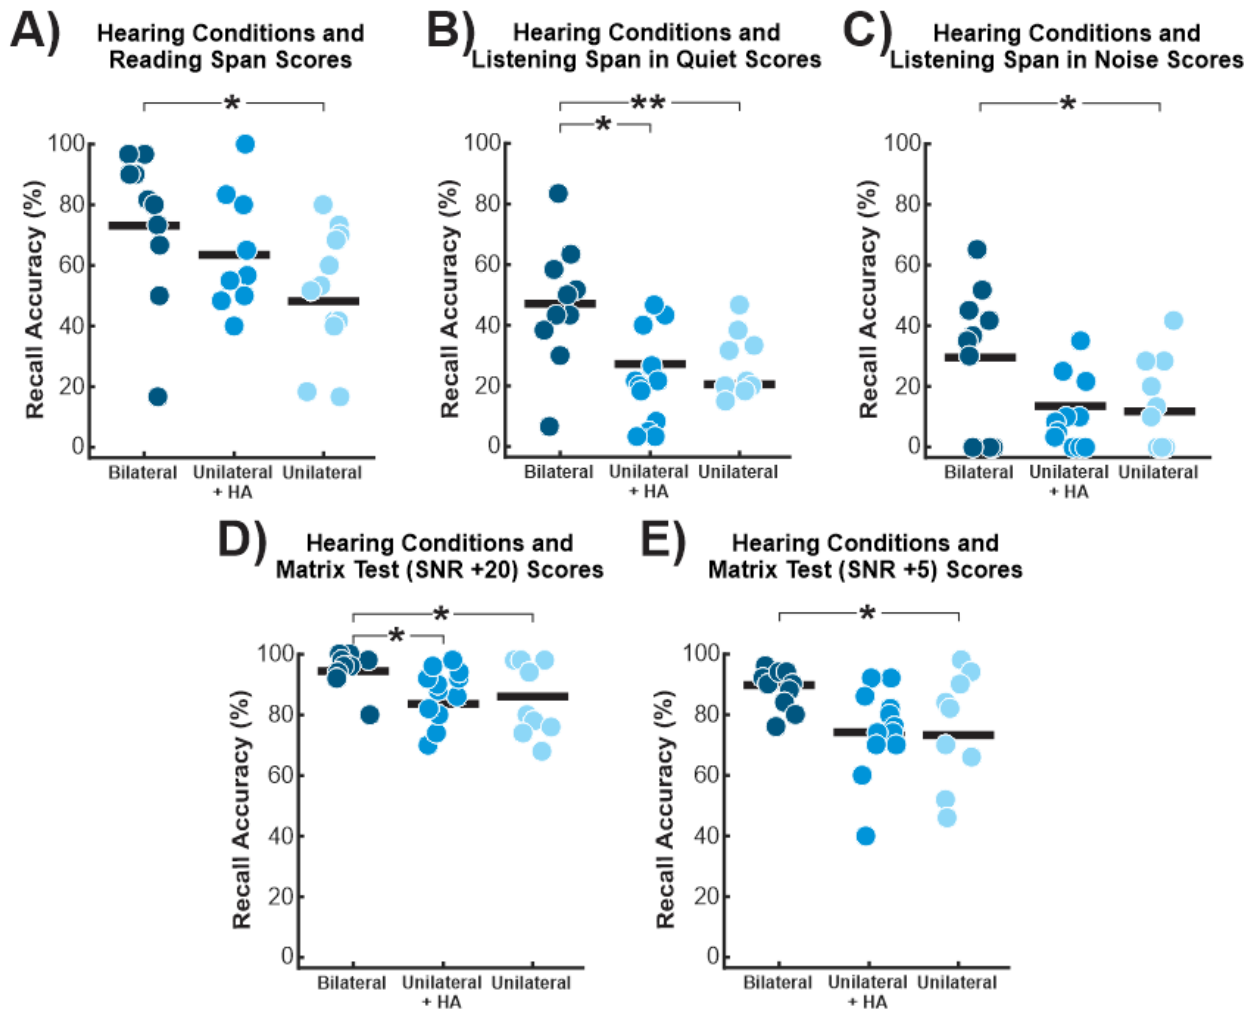 A) Hearing Conditions and
Reading Span Scores
*
Recall Accuracy (%)
100
80
60
40
20
0
Bilateral Unilateral Unilateral
+ HA
B) Hearing Conditions and
Listening Span in Quiet Scores
**
*
Recall Accuracy (%)
100
80
60
40
20
0
Bilateral Unilateral Unilateral
+ HA
C) Hearing Conditions and
Listening Span in Noise Scores
*
Recall Accuracy (%)
100
80
60
40
20
0
Bilateral Unilateral Unilateral
+ HA
D) Hearing Conditions and
Matrix Test (SNR +20) Scores
*
*
Recall Accuracy (%)
100
80
60
40
20
0
Bilateral Unilateral Unilateral
+ HA
E) Hearing Conditions and
Matrix Test (SNR +5) Scores
*
Recall Accuracy (%)
100
80
60
40
20
0
Bilateral Unilateral Unilateral
+ HA